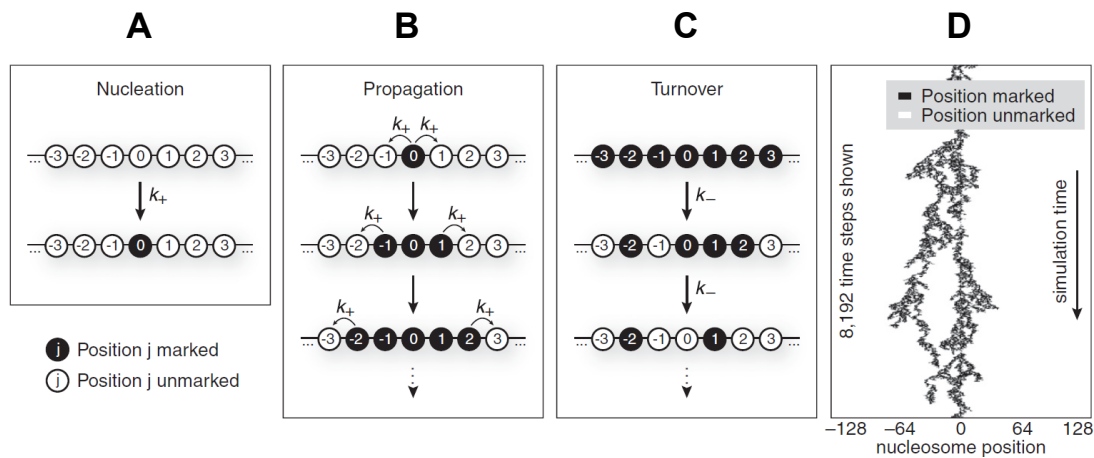 A
B
C
D
Nucleation
... -3 -2 -1 0 1 2 3 ...
k+
... -3 -2 -1 0 1 2 3 ...
j Position j marked
j Position j unmarked
Propagation
k+ k+
... -3 -2 -1 0 1 2 3 ...
k+ k+
... -3 -2 -1 0 1 2 3 ...
k+ k+
... -3 -2 -1 0 1 2 3 ...
Turnover
... -3 -2 -1 0 1 2 3 ...
k−
... -3 -2 -1 0 1 2 3 ...
k−
... -3 -2 -1 0 1 2 3 ...
Position marked
Position unmarked
8,192 time steps shown
simulation time
−128 −64 0 64 128
nucleosome position